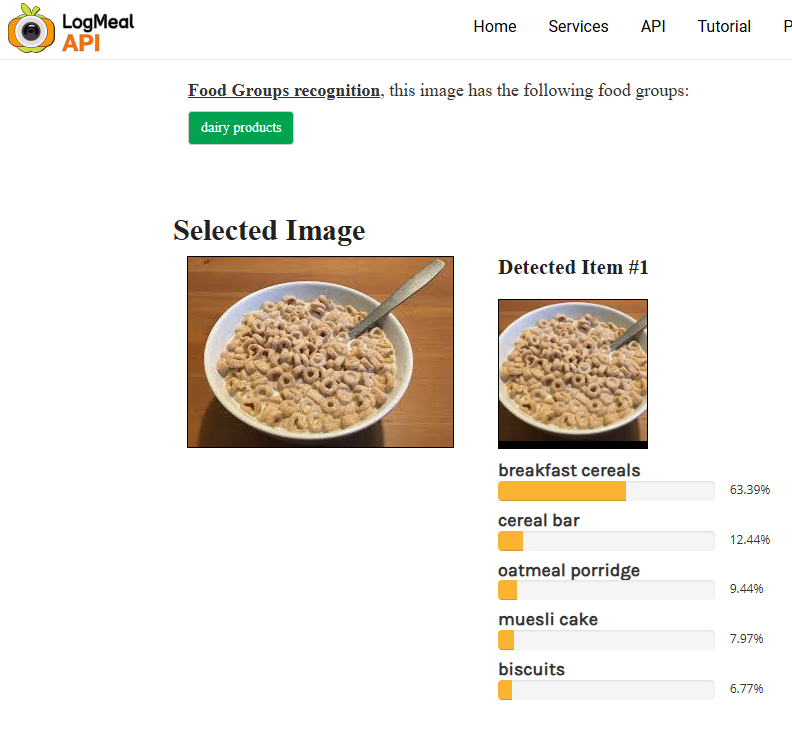 LogMeal
API
Home Services API Tutorial P
Food Groups recognition, this image has the following food groups:
dairy products
Selected Image
Detected Item #1
breakfast cereals
63.39%
cereal bar
12.44%
oatmeal porridge
9.44%
muesli cake
7.97%
biscuits
6.77%